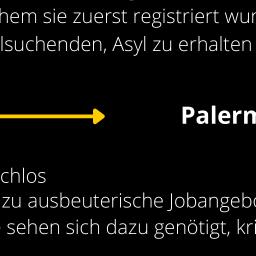 hem sie zuerst registriert wur
lsuchenden, Asyl zu erhalten
Palerm
chlos
zu ausbeuterische Jobangebo
sehen sich dazu genötigt, kri